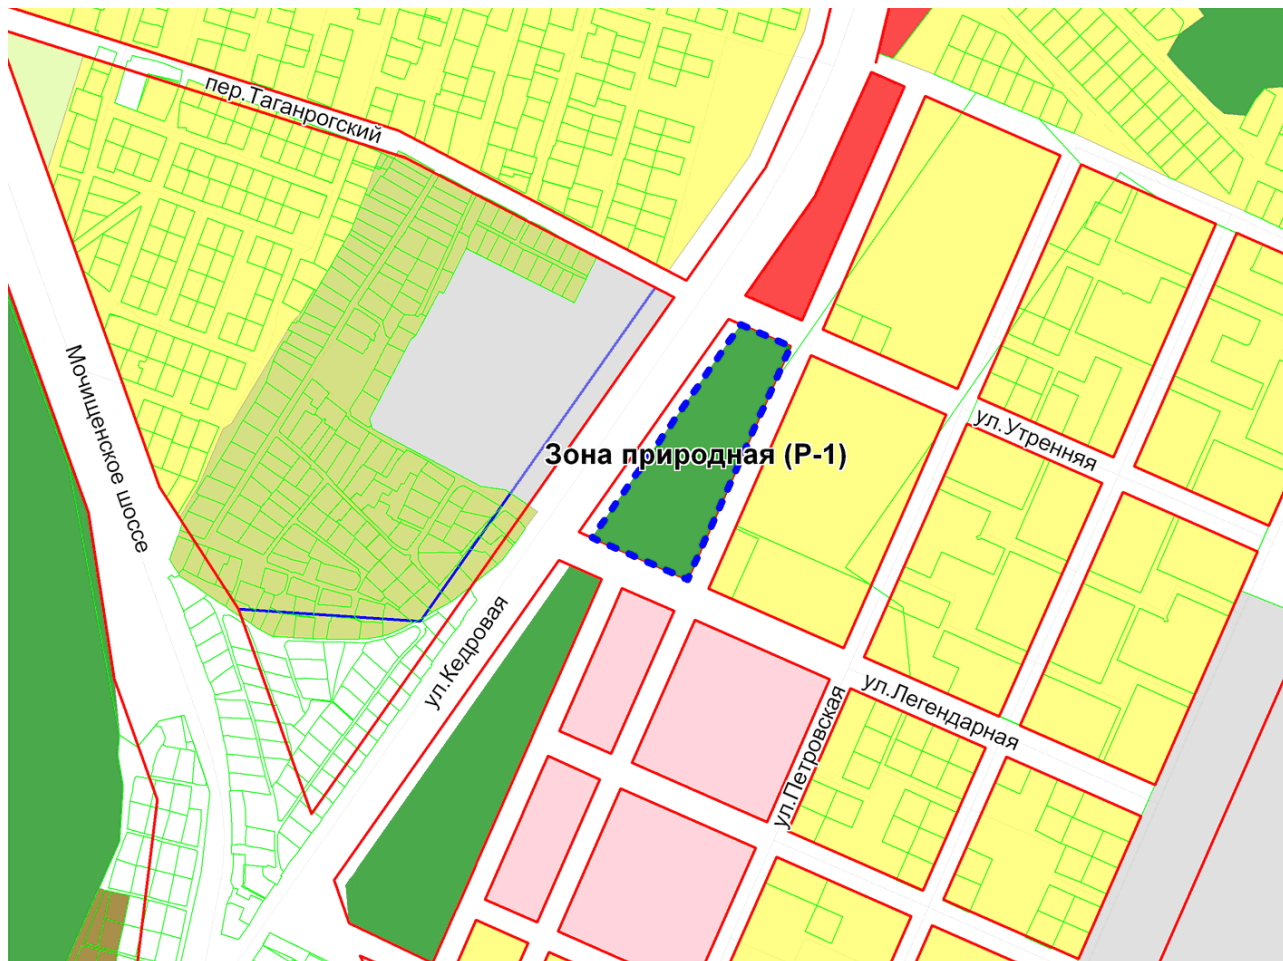 пер.Таганрогский
Мочищенское шоссе
Зона природная (Р-1)
ул.Утренняя
ул.Кедровая
ул.Легендарная
ул.Петровская